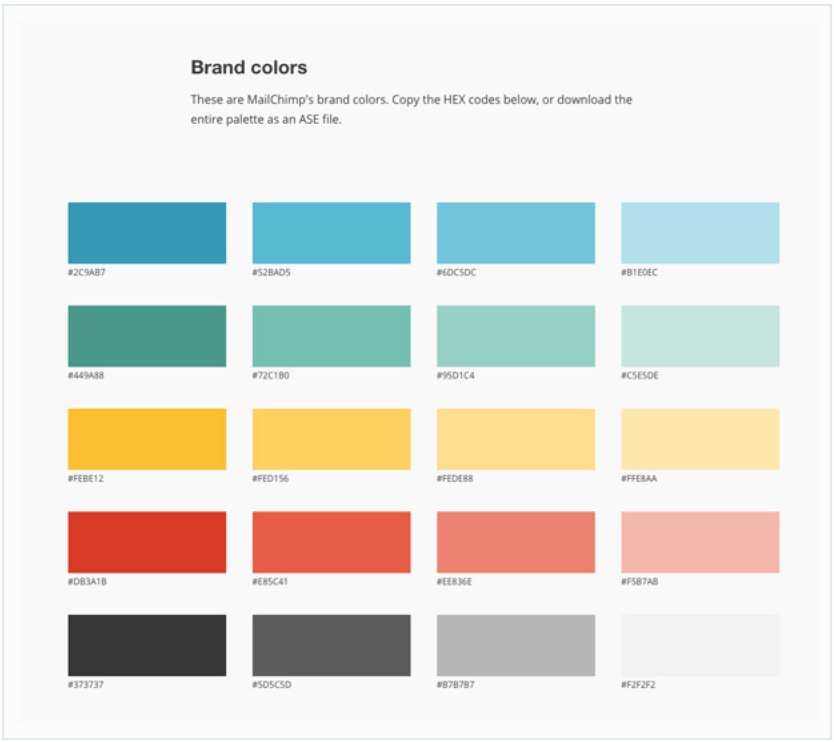 Brand colors
These are MailChimp's brand colors. Copy the HEX codes below, or download the
entire palette as an ASE file.
#2C9AB7 #52BAD5 #6DC5DC #B1E0EC
#449A88 #72C1B0 #95D1C4 #C5E5DE
#FEBE12 #FED156 #FEDE88 #FFE8AA
#DB3A1B #E85C41 #EE836E #F5B7AB
#373737 #5D5C5D #B7B7B7 #F2F2F2